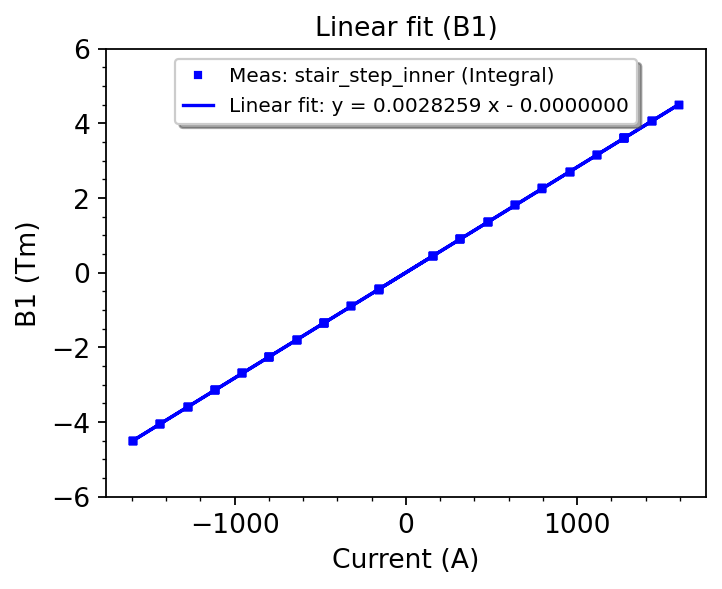 Linear fit (B1)
Meas: stair_step_inner (Integral)
Linear fit: y = 0.0028259 x - 0.0000000
B1 (Tm)
6
4
2
0
−2
−4
−6
−1000 0 1000
Current (A)